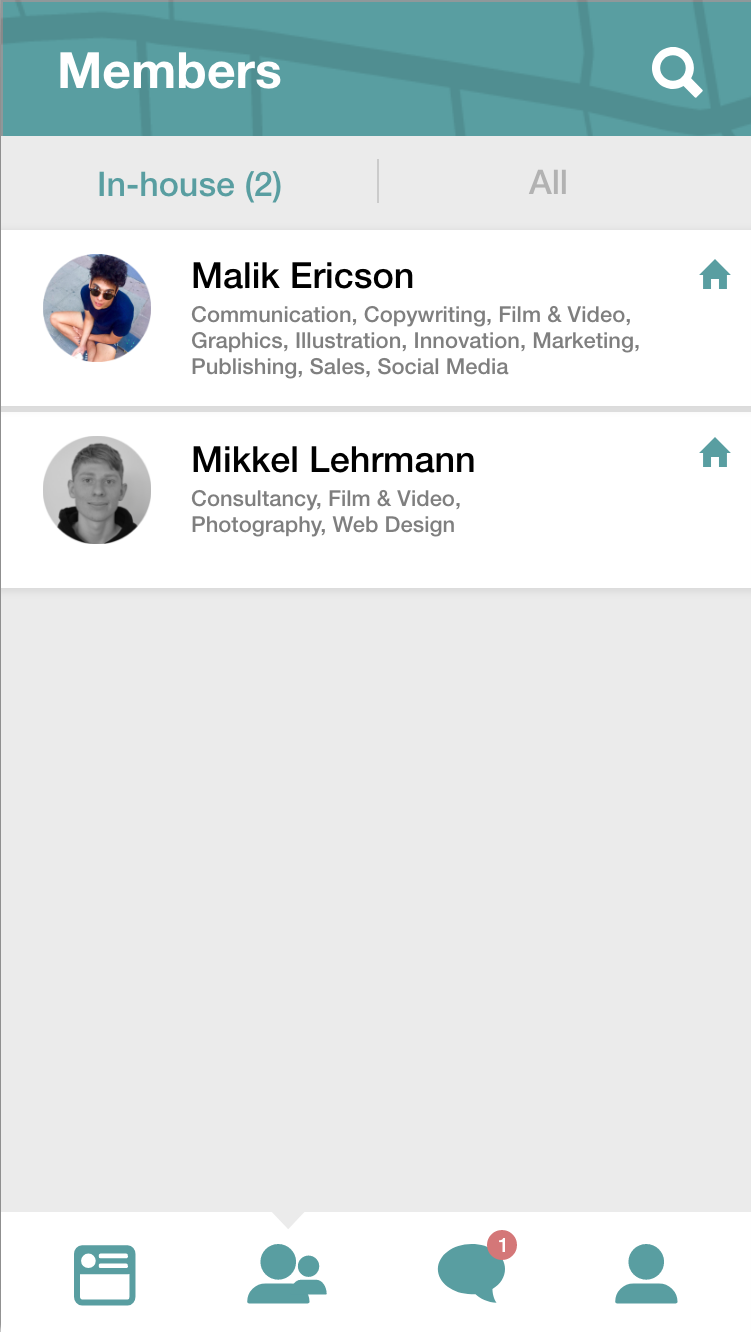 Members
In-house (2)
All
Malik Ericson
Communication, Copywriting, Film & Video,
Graphics, Illustration, Innovation, Marketing,
Publishing, Sales, Social Media
Mikkel Lehrmann
Consultancy, Film & Video,
Photography, Web Design
1